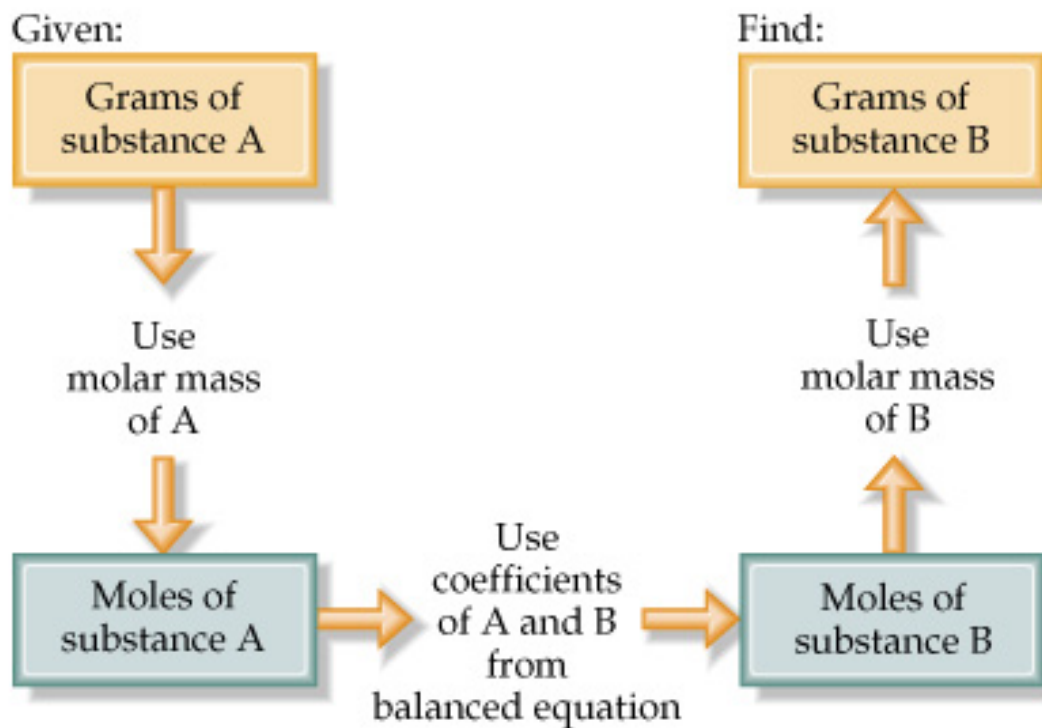 Given:
Grams of
substance A
Use
molar mass
of A
Moles of
substance A
Use
coefficients
of A and B
from
balanced equation
Moles of
substance B
Use
molar mass
of B
Find:
Grams of
substance B